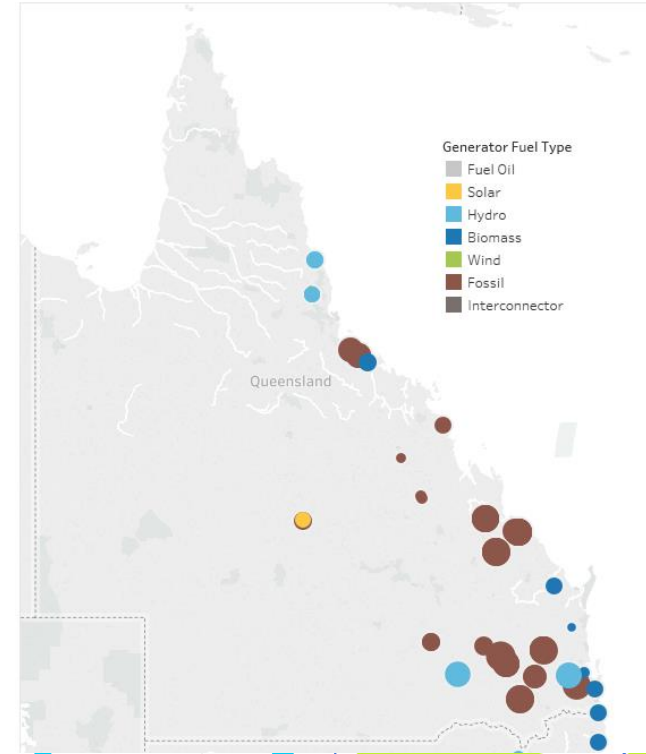 Generator Fuel Type
Fuel Oil
Solar
Hydro
Biomass
Wind
Fossil
Interconnector
Queensland